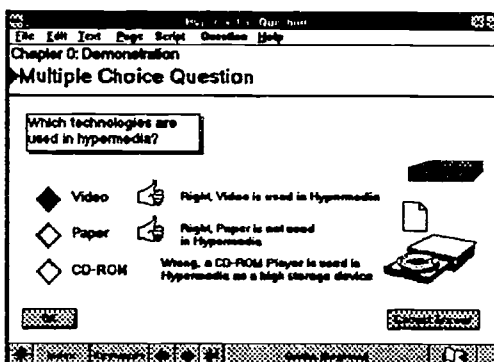 File Edit Text Page Script Question Help
Chapter 0: Demonstration
Multiple Choice Question
Which technologies are
used in hypermedia?
Video Right, Video is used in Hypermedia
Paper Right, Paper is not used
in Hypermedia
CD-ROM Wrong, a CD-ROM Player is used in
Hypermedia as a high storage device